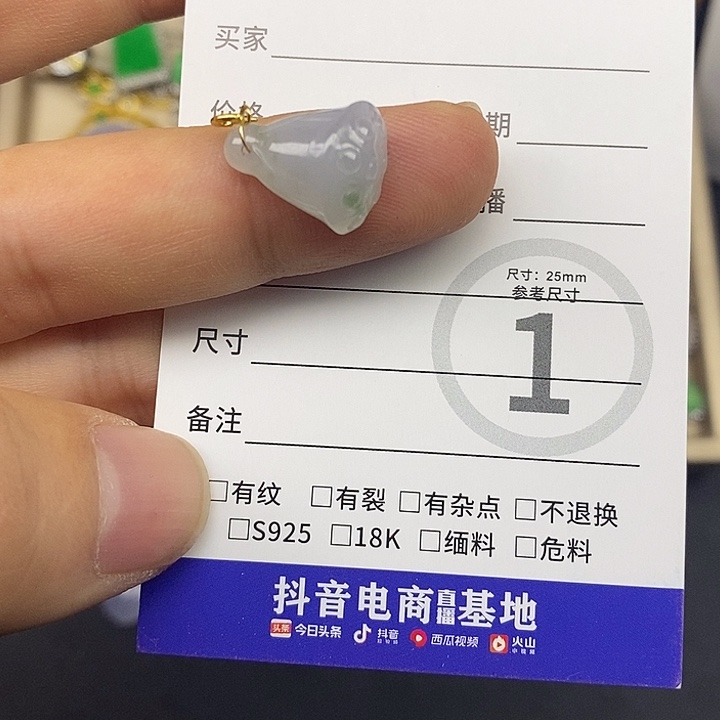 买家
价格
期
播
尺寸：25mm
参考尺寸
1
尺寸
备注
□有纹 □有裂 □有杂点 □不退换
□S925 □18K □缅料 □危料
抖音电商直播基地
头条 今日头条 抖音 西瓜视频 火山